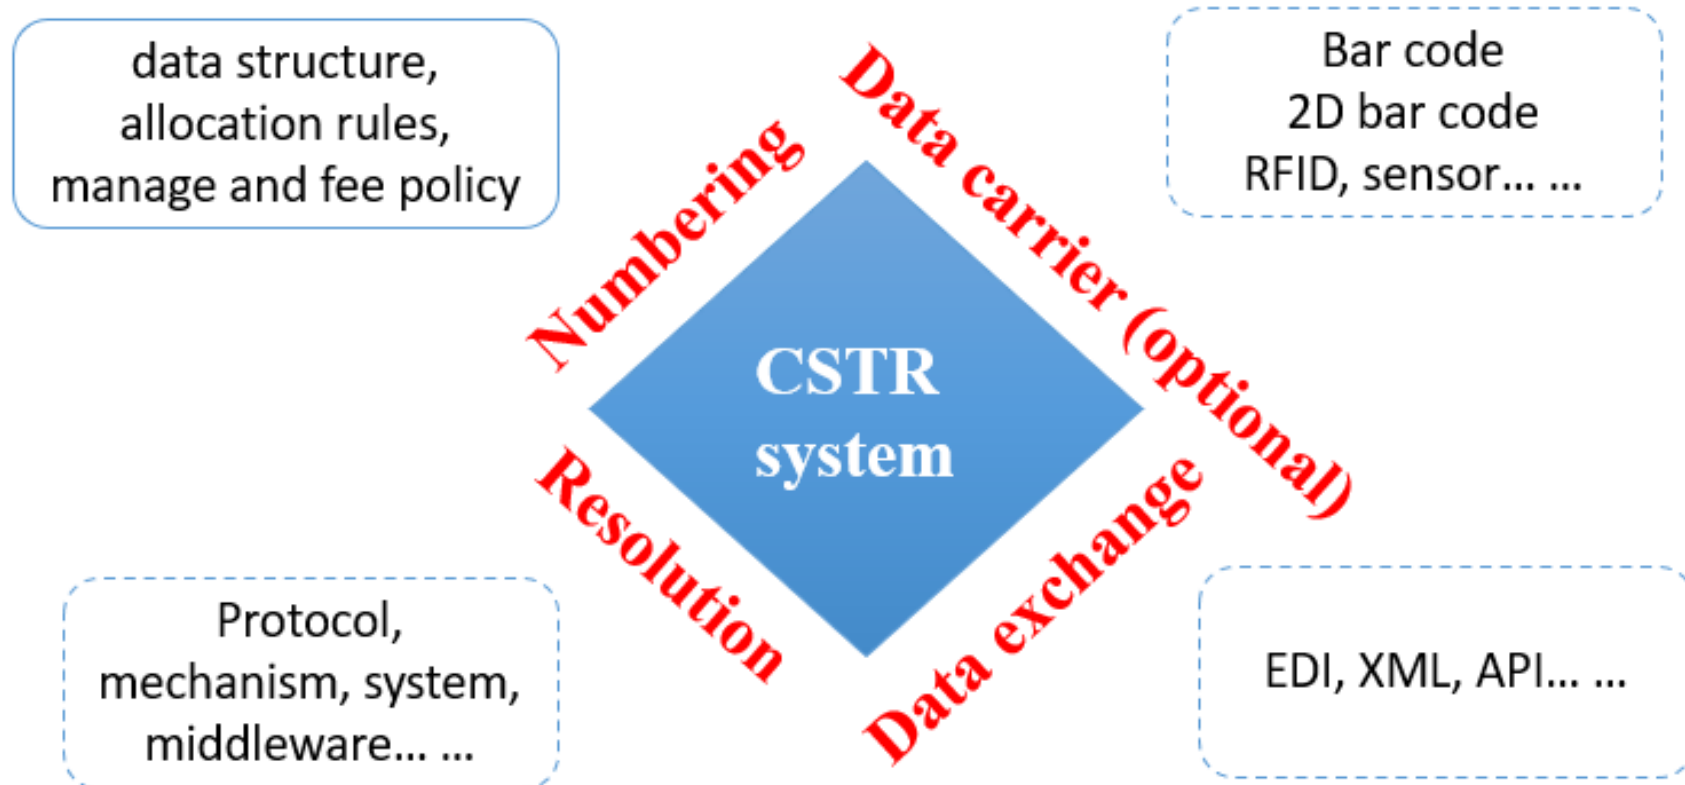 data structure,
allocation rules,
manage and fee policy
Numbering
Data carrier (optional)
Bar code
2D bar code
RFID, sensor... ...
CSTR
system
Resolution
Data exchange
Protocol,
mechanism, system,
middleware... ...
EDI, XML, API... ...